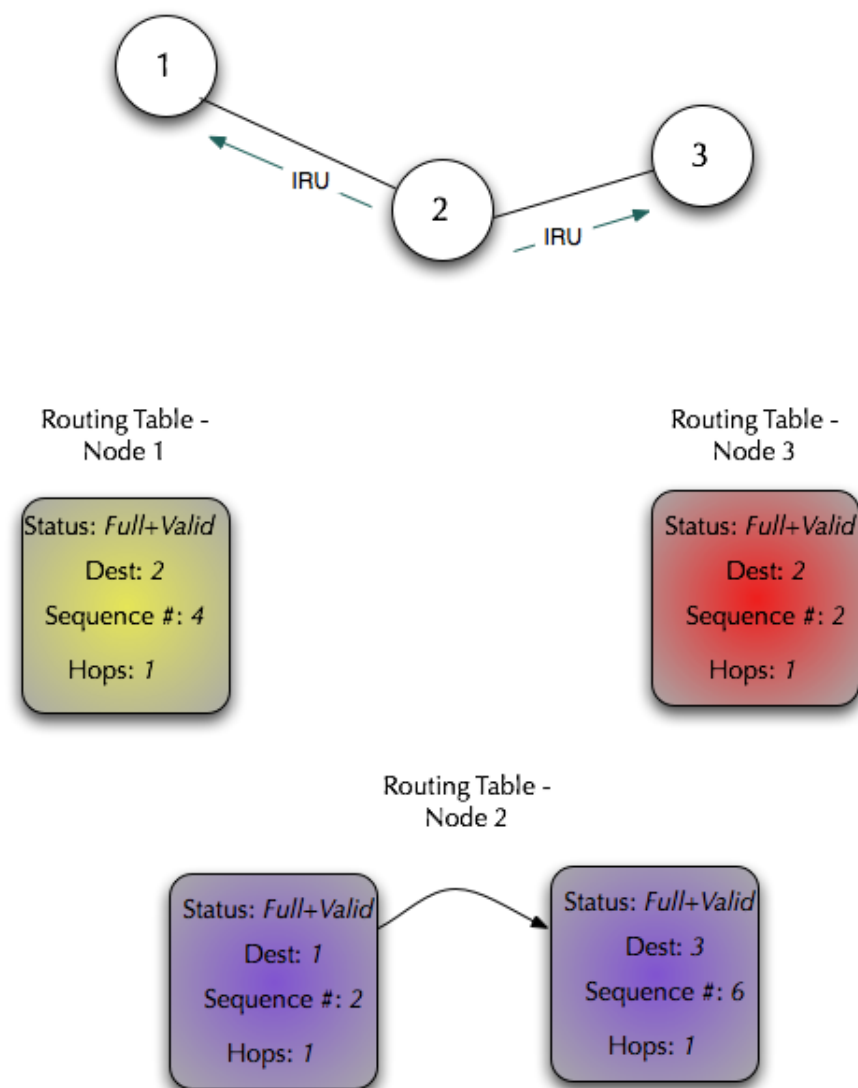 1
3
2
IRU
IRU
Routing Table -
Node 1
Routing Table -
Node 3
Status: Full+Valid
Dest: 2
Sequence #: 4
Hops: 1
Status: Full+Valid
Dest: 2
Sequence #: 2
Hops: 1
Routing Table -
Node 2
Status: Full+Valid
Dest: 1
Sequence #: 2
Hops: 1
Status: Full+Valid
Dest: 3
Sequence #: 6
Hops: 1